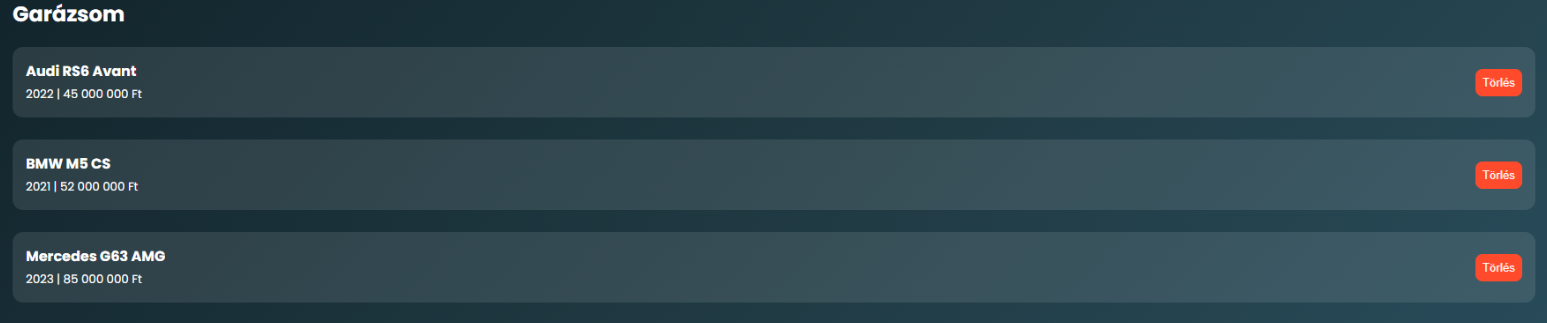 Garázsom
Audi RS6 Avant
2022 | 45 000 000 Ft
Törlés
BMW M5 CS
2021 | 52 000 000 Ft
Törlés
Mercedes G63 AMG
2023 | 85 000 000 Ft
Törlés